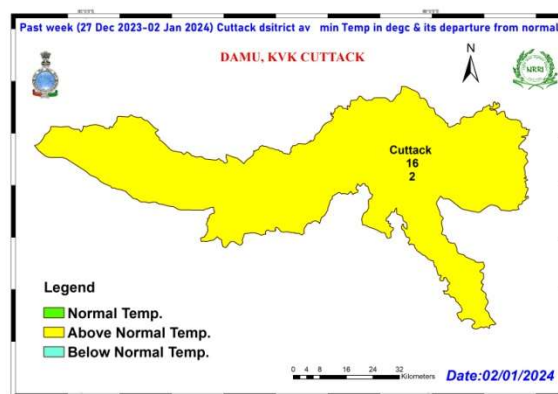 Past week (27 Dec 2023-02 Jan 2024) Cuttack dsitrict av min Temp in degc & its departure from normal
DAMU, KVK CUTTACK
N
NRRI
Cuttack
16
2
Legend
Normal Temp.
Above Normal Temp.
Below Normal Temp.
0 4 8 16 24 32
Kilometers
Date:02/01/2024